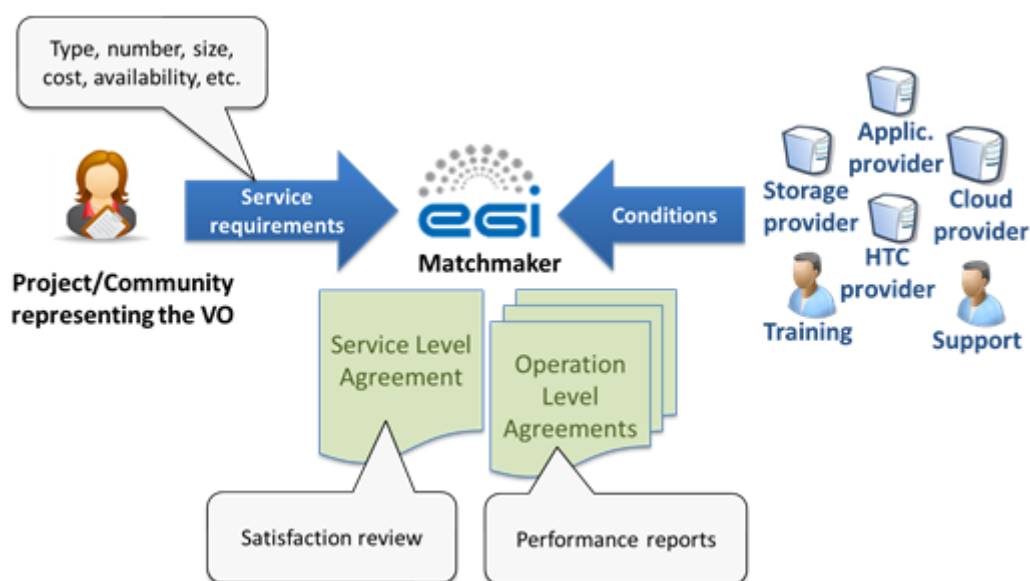 Type, number, size,
cost, availability, etc.
Service
requirements
Project/Community
representing the VO
egi
Matchmaker
Conditions
Applic.
provider
Storage
provider
Cloud
provider
HTC
provider
Training
Support
Service Level
Agreement
Operation
Level
Agreements
Satisfaction review
Performance reports